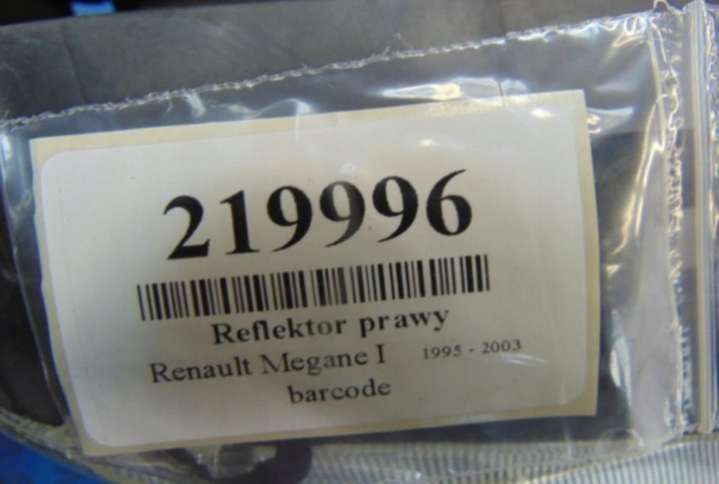 219996
Reflektor prawy
Renault Megane I 1995 - 2003
barcode